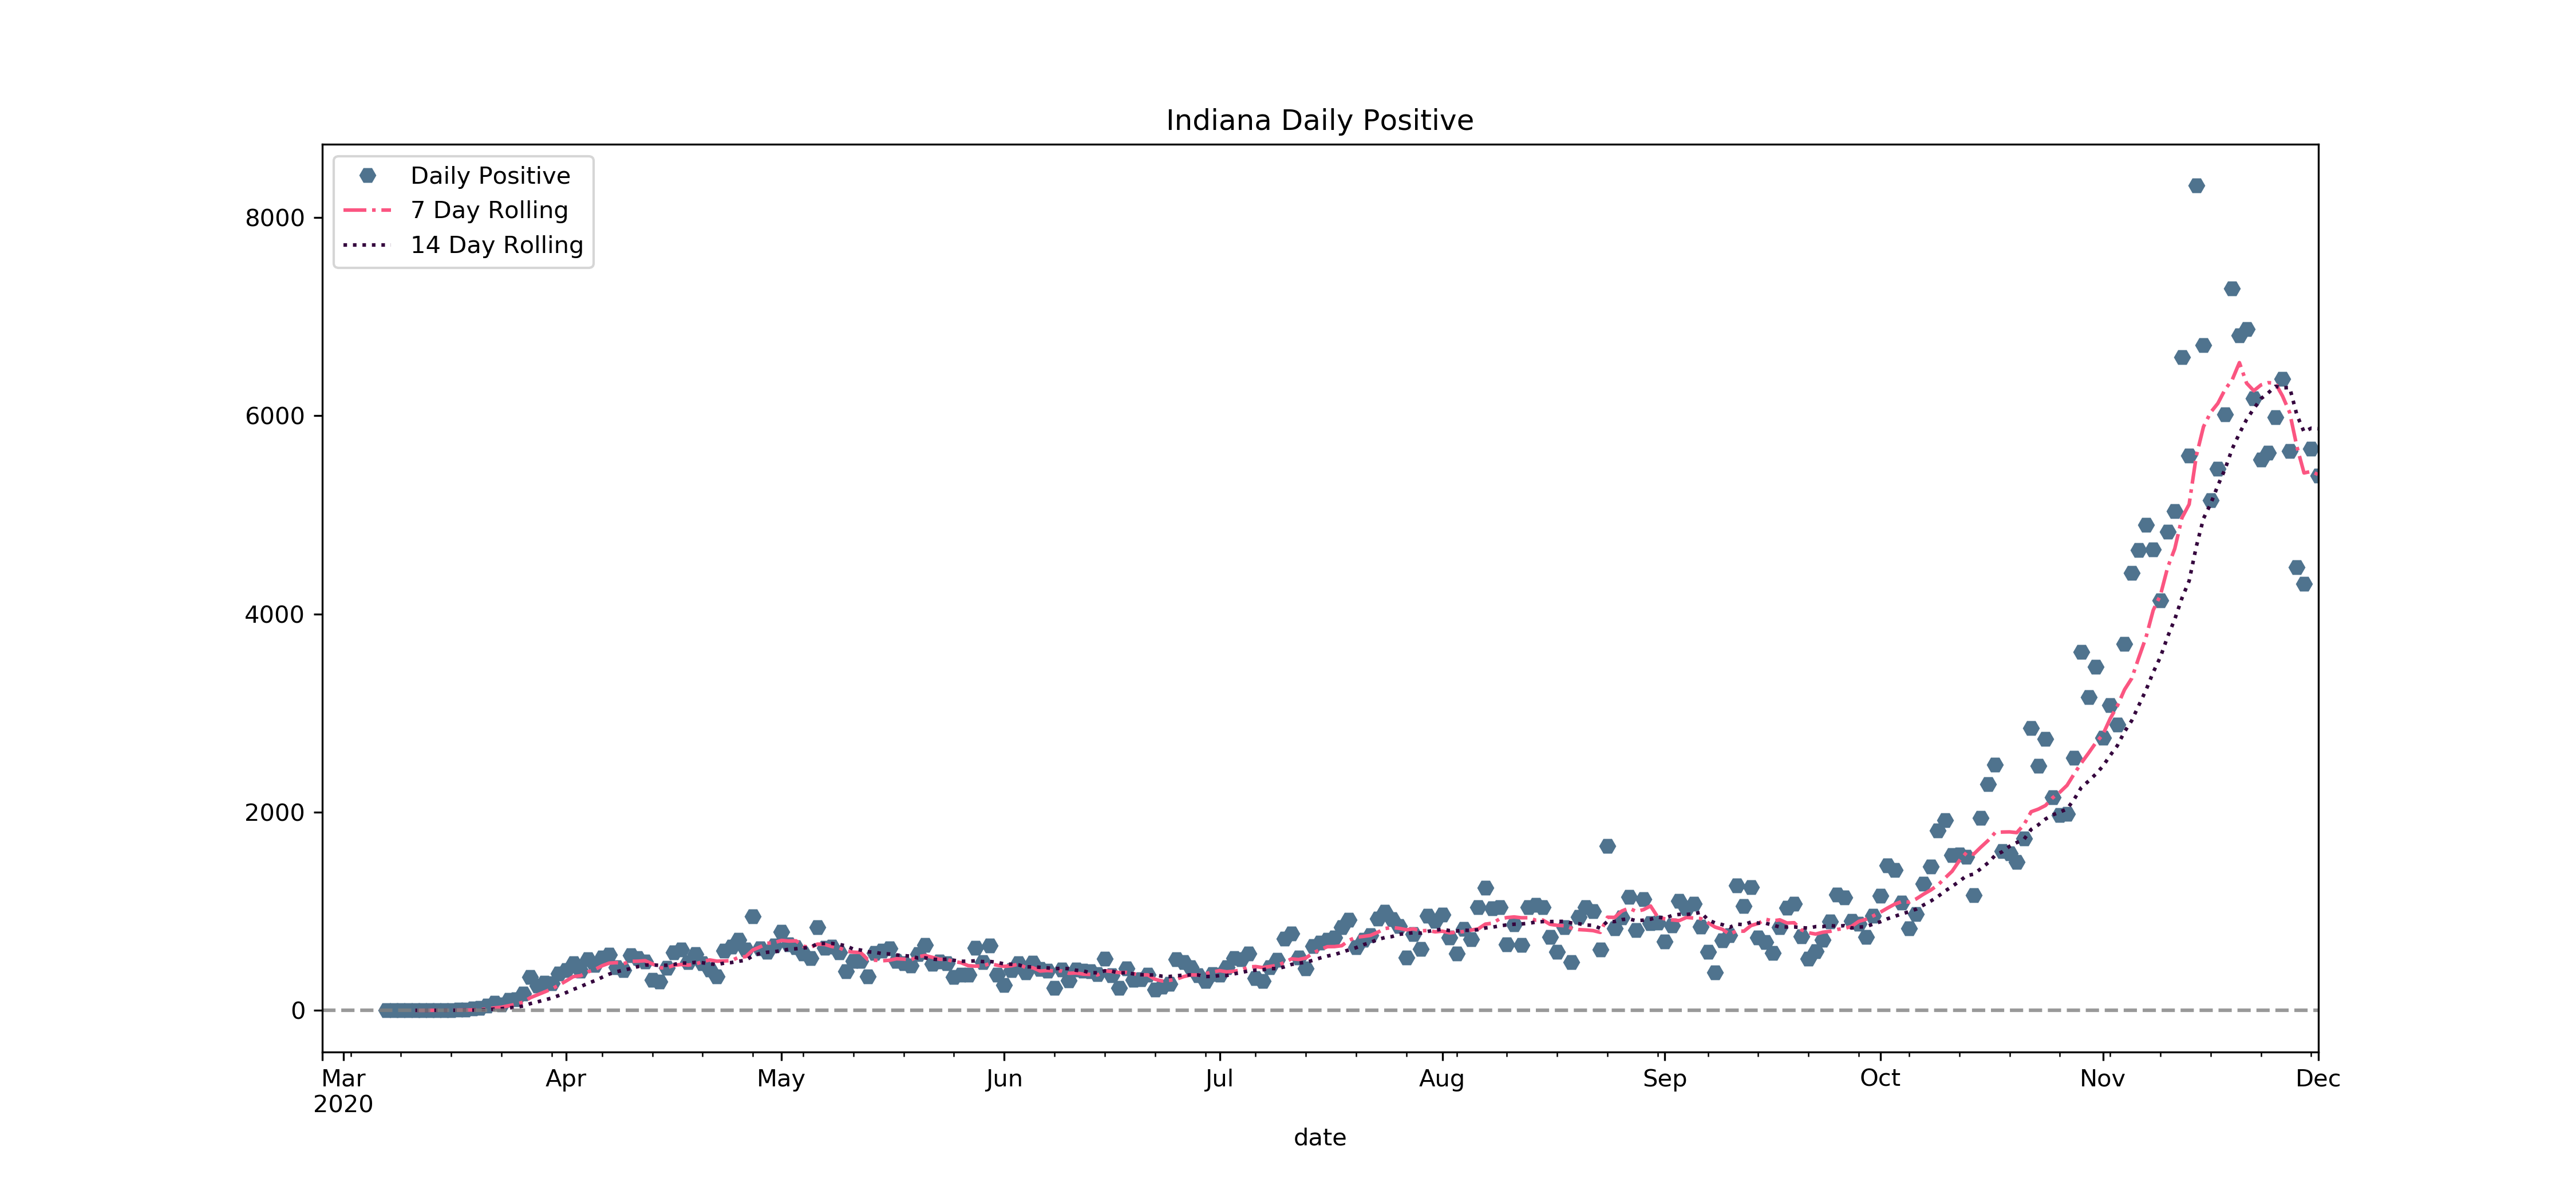 Indiana Daily Positive
Daily Positive
7 Day Rolling
14 Day Rolling
8000
6000
4000
2000
0
Mar Apr May Jun Jul Aug Sep Oct Nov Dec
2020
date